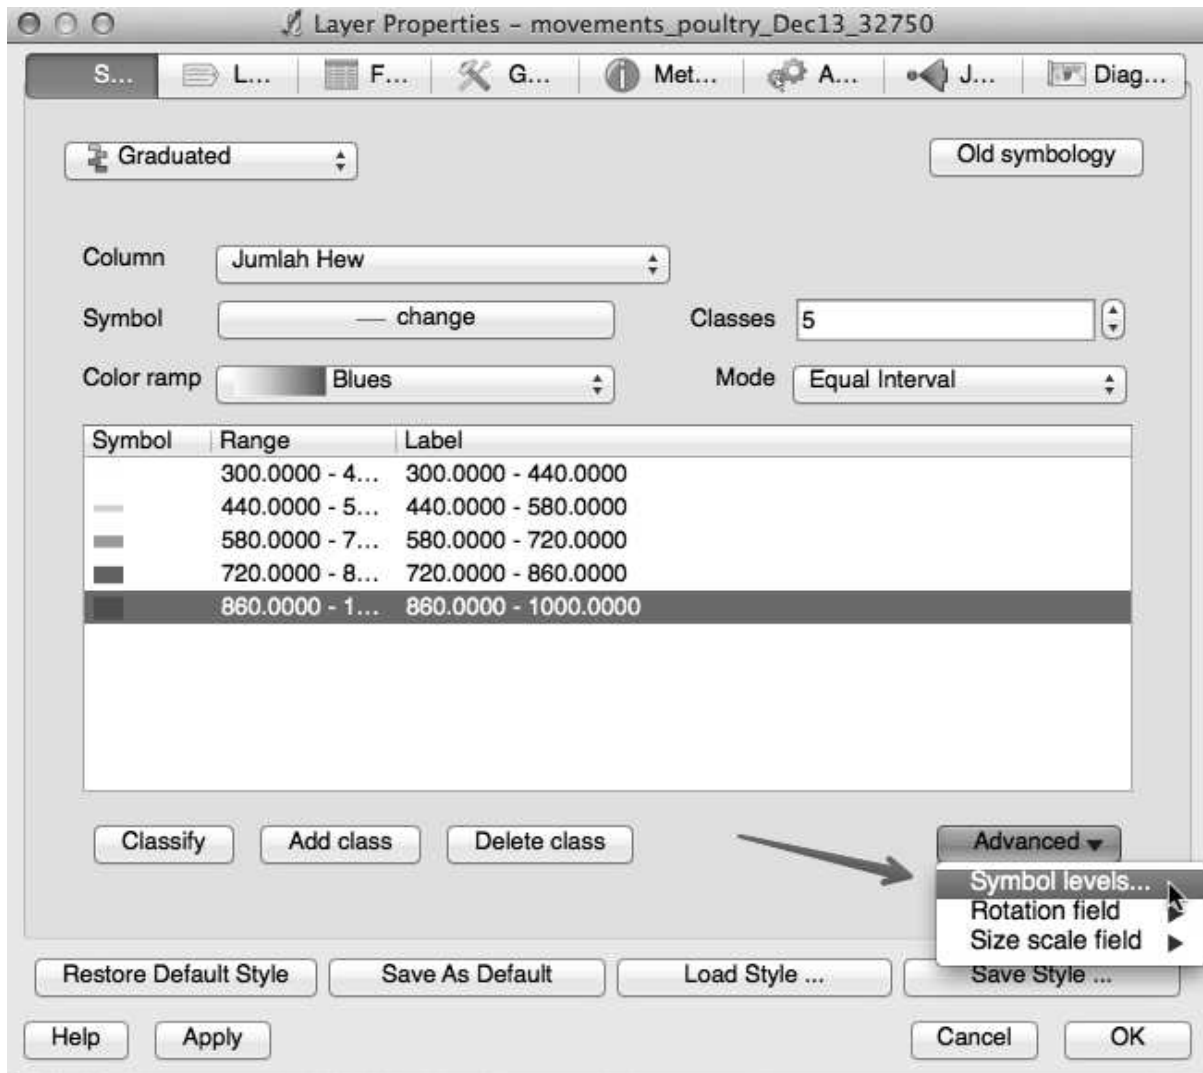 Layer Properties – movements_poultry_Dec13_32750
S... L... F... G... Met... A... J... Diag...
Graduated Old symbology
Column Jumlah Hew
Symbol change Classes 5
Color ramp Blues Mode Equal Interval
Symbol Range Label
300.0000 - 4... 300.0000 - 440.0000
440.0000 - 5... 440.0000 - 580.0000
580.0000 - 7... 580.0000 - 720.0000
720.0000 - 8... 720.0000 - 860.0000
860.0000 - 1... 860.0000 - 1000.0000
Classify Add class Delete class Advanced
Symbol levels...
Rotation field
Size scale field
Restore Default Style Save As Default Load Style ... Save Style ...
Help Apply Cancel OK